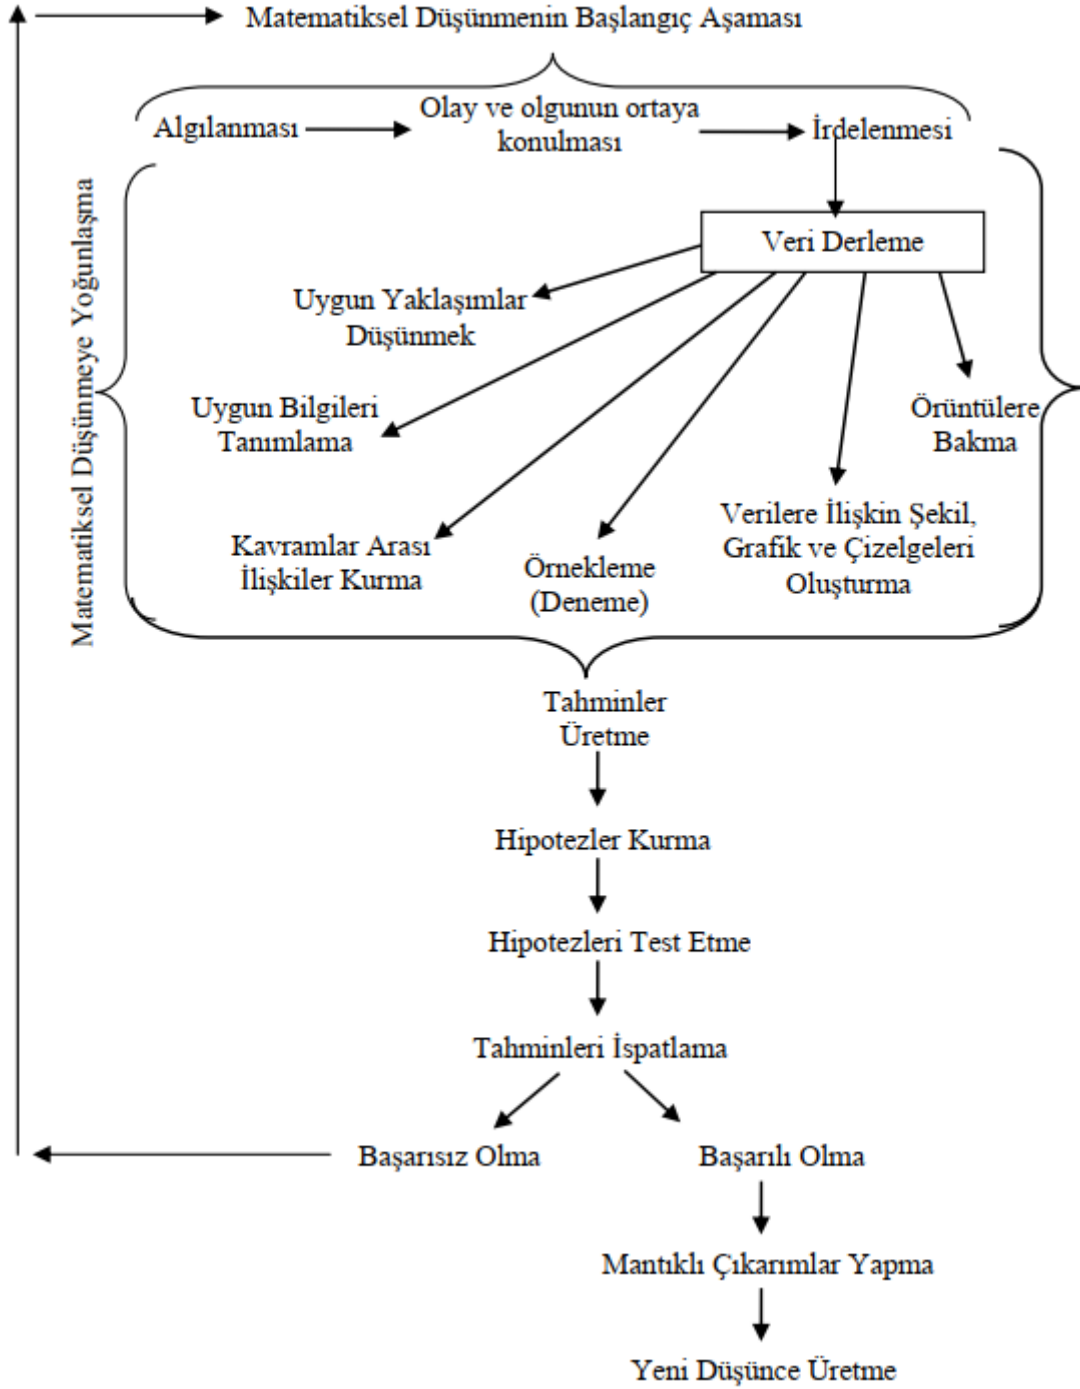 Matematiksel Düşünmenin Başlangıç Aşaması
Algılanması
Olay ve olgunun ortaya
konulması
İrdelenmesi
Matematiksel Düşünmeye Yoğunlaşma
Veri Derleme
Uygun Yaklaşımlar
Düşünmek
Uygun Bilgileri
Tanımlama
Örüntülere
Bakma
Kavramlar Arası
İlişkiler Kurma
Örnekleme
(Deneme)
Verilere İlişkin Şekil,
Grafik ve Çizelgeleri
Oluşturma
Tahminler
Üretme
Hipotezler Kurma
Hipotezleri Test Etme
Tahminleri İspatlama
Başarısız Olma
Başarılı Olma
Mantıklı Çıkarımlar Yapma
Yeni Düşünce Üretme